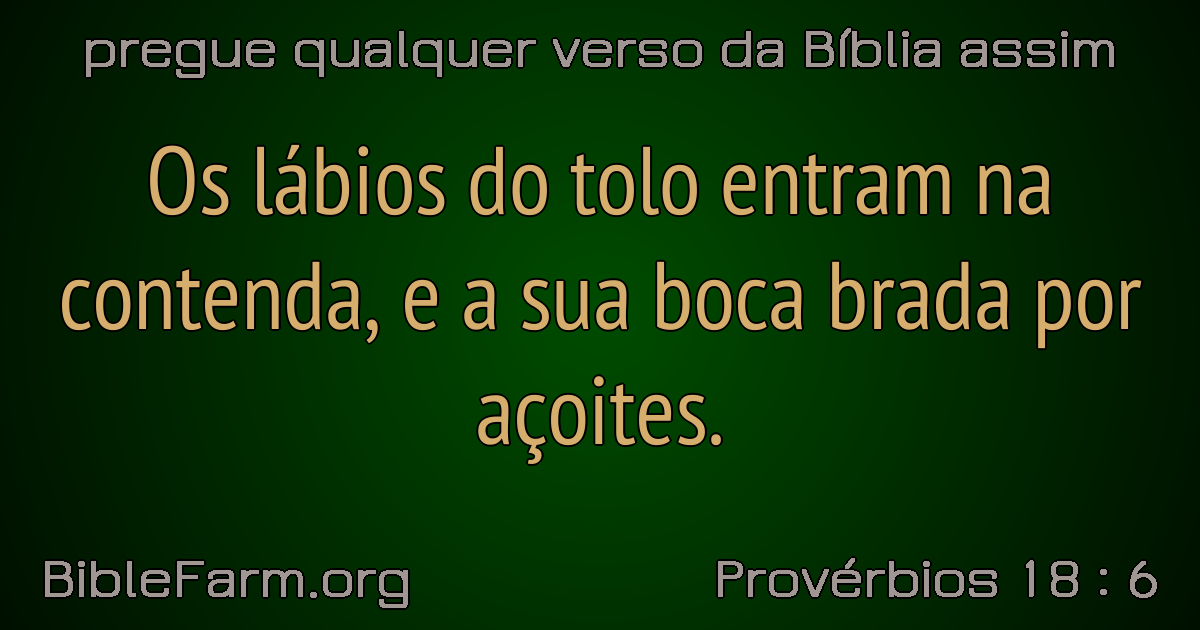 pregue qualquer verso da Bíblia assim
Os lábios do tolo entram na
contenda, e a sua boca brada por
açoites.
BibleFarm.org
Provérbios 18 : 6